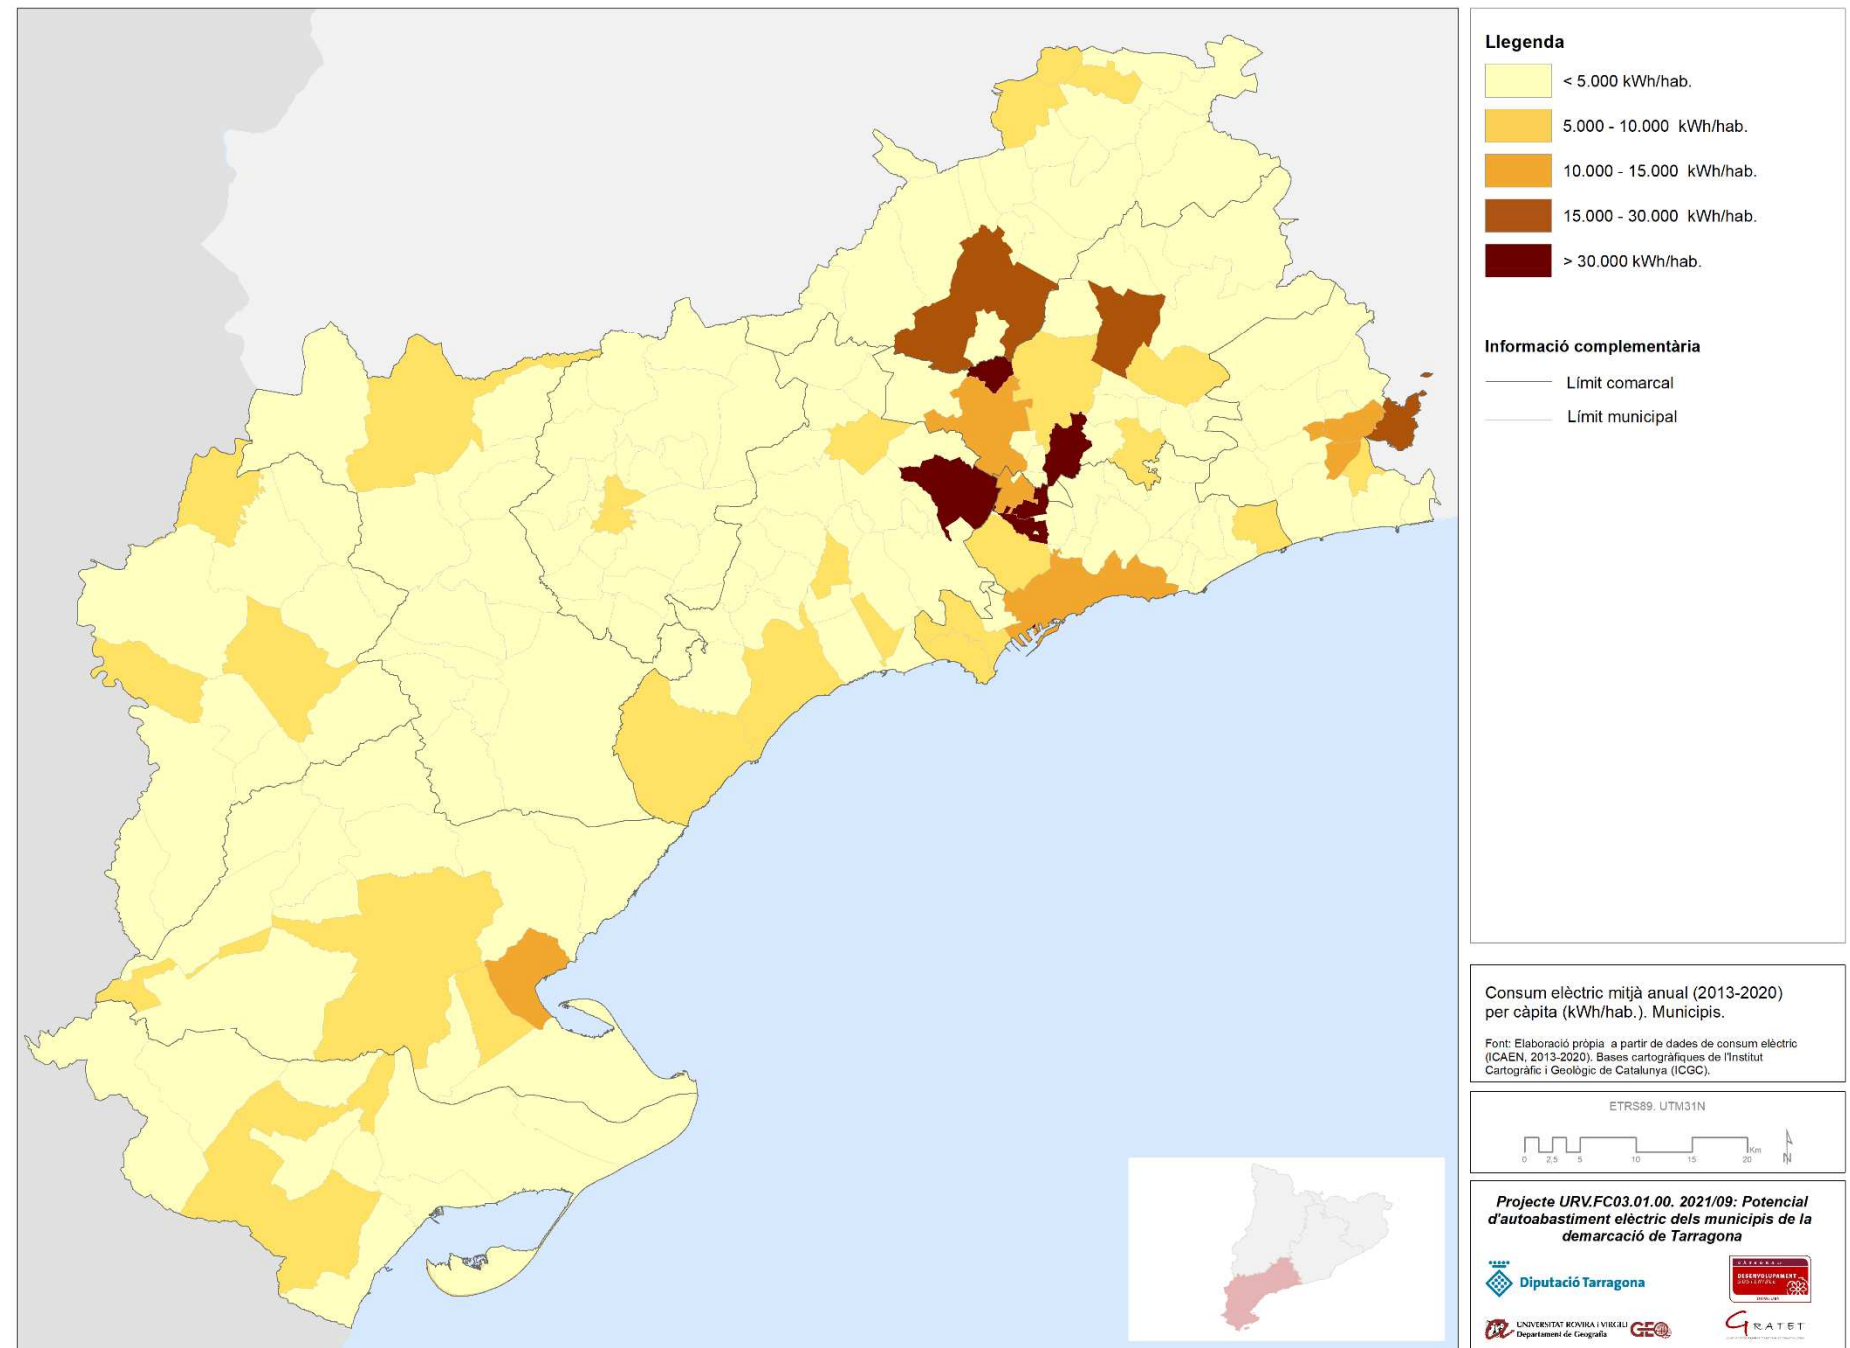 Llegenda
< 5.000 kWh/hab.
5.000 - 10.000 kWh/hab.
10.000 - 15.000 kWh/hab.
15.000 - 30.000 kWh/hab.
> 30.000 kWh/hab.
Informació complementària
Límit comarcal
Límit municipal
Consum elèctric mitjà anual (2013-2020)
per càpita (kWh/hab.). Municipis.
Font: Elaboració pròpia a partir de dades de consum elèctric
(ICAEN, 2013-2020). Bases cartogràfiques de l'Institut
Cartogràfic i Geològic de Catalunya (ICGC).
ETRS89. UTM31N
0 2,5 5 10 15 20 Km
N
Projecte URV.FC03.01.00. 2021/09: Potencial
d'autoabastiment elèctric dels municipis de la
demarcació de Tarragona
Diputació Tarragona
DESENVOLUPAMENT
UNIVERSITAT ROVIRA i VIRGILI
Departament de Geografia
GEO
GRATET